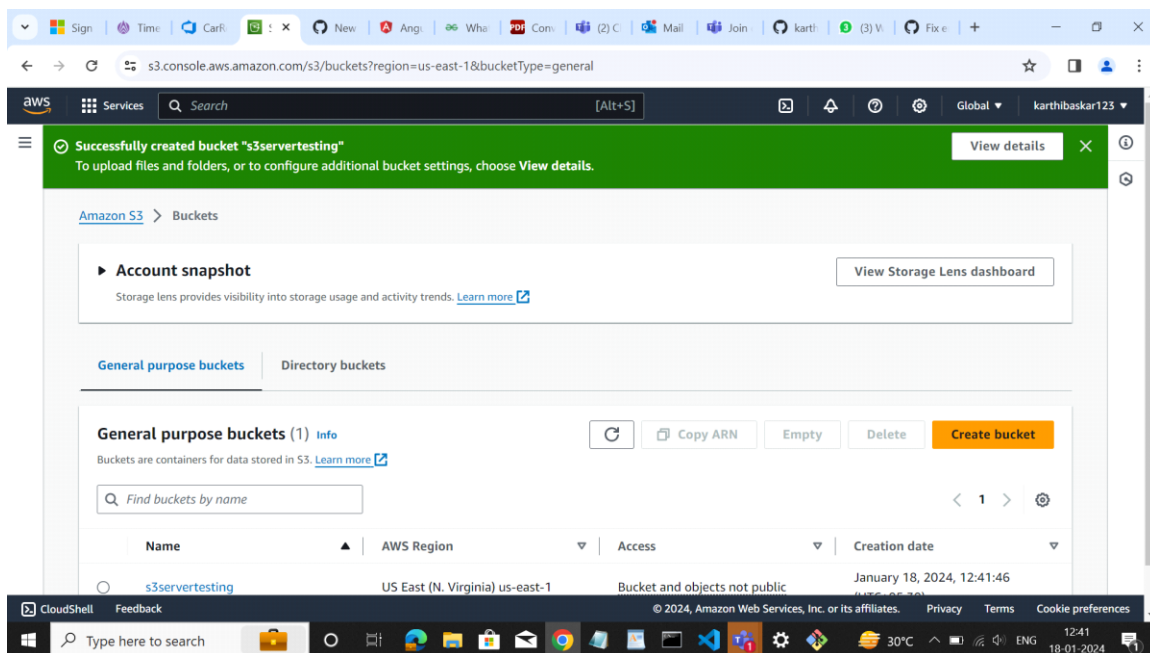 Sign
Time
CarR
S
New
Angu
Wha
Conv
(2) C
Mail
Join
karth
(3) W
Fix e
s3.console.aws.amazon.com/s3/buckets?region=us-east-1&bucketType=general
aws
Services
Search
[Alt+S]
Global
karthibaskar123
Successfully created bucket "s3servertesting"
View details
To upload files and folders, or to configure additional bucket settings, choose View details.
Amazon S3 > Buckets
Account snapshot
View Storage Lens dashboard
Storage lens provides visibility into storage usage and activity trends. Learn more
General purpose buckets
Directory buckets
General purpose buckets (1) Info
Copy ARN
Empty
Delete
Create bucket
Buckets are containers for data stored in S3. Learn more
Find buckets by name
1
Name
AWS Region
Access
Creation date
s3servertesting
US East (N. Virginia) us-east-1
Bucket and objects not public
January 18, 2024, 12:41:46
CloudShell
Feedback
© 2024, Amazon Web Services, Inc. or its affiliates.
Privacy
Terms
Cookie preferences
Type here to search
30°C
ENG
12:41
18-01-2024